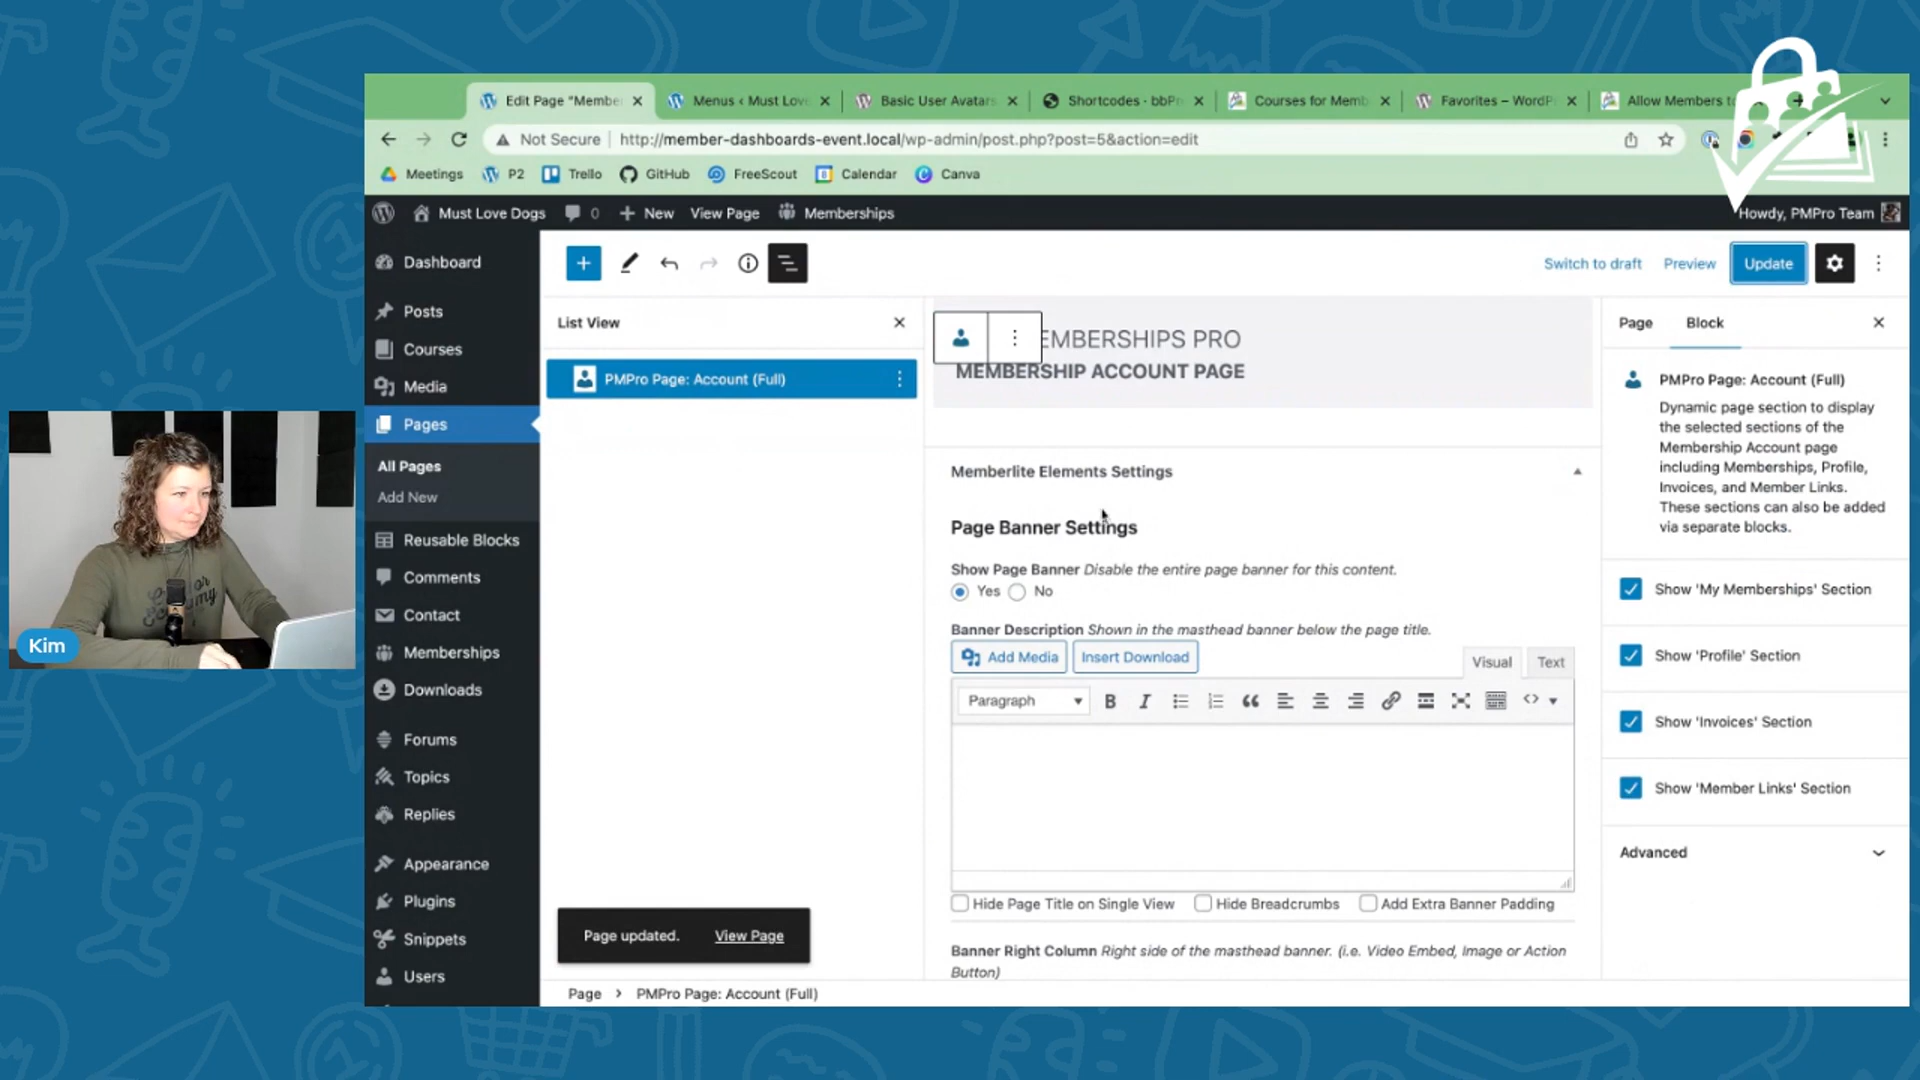 Edit Page "Membe
Menus ‹ Must Lov
Basic User Avatars
Shortcodes · bbPr
Courses for Memb
Favorites – WordP
Allow Members to
Not Secure
http://member-dashboards-event.local/wp-admin/post.php?post=5&action=edit
Meetings
P2
Trello
GitHub
FreeScout
Calendar
Canva
Must Love Dogs
0
New
View Page
Memberships
Howdy, PMPro Team
Dashboard
Posts
Courses
Media
Pages
All Pages
Add New
Reusable Blocks
Comments
Contact
Memberships
Downloads
Forums
Topics
Replies
Appearance
Plugins
Snippets
Users
Switch to draft
Preview
Update
List View
PMPro Page: Account (Full)
EMBERSHIPS PRO
MEMBERSHIP ACCOUNT PAGE
Memberlite Elements Settings
Page Banner Settings
Show Page Banner Disable the entire page banner for this content.
Yes
No
Banner Description Shown in the masthead banner below the page title.
Add Media
Insert Download
Visual
Text
Paragraph
B
I
Hide Page Title on Single View
Hide Breadcrumbs
Add Extra Banner Padding
Banner Right Column Right side of the masthead banner. (i.e. Video Embed, Image or Action
Button)
Page updated.
View Page
Page
PMPro Page: Account (Full)
Page
Block
PMPro Page: Account (Full)
Dynamic page section to display
the selected sections of the
Membership Account page
including Memberships, Profile,
Invoices, and Member Links.
These sections can also be added
via separate blocks.
Show 'My Memberships' Section
Show 'Profile' Section
Show 'Invoices' Section
Show 'Member Links' Section
Advanced
Kim